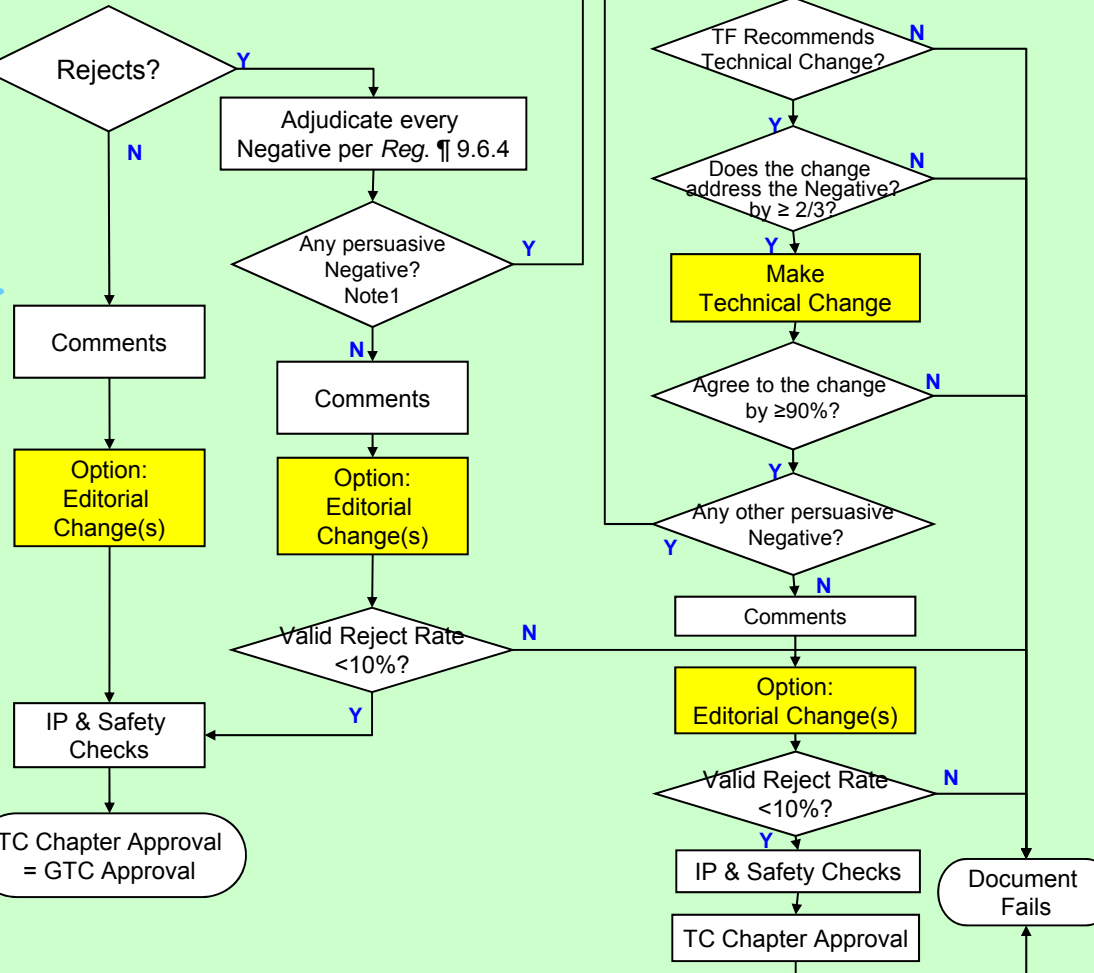 Rejects?
Y
N
Adjudicate every
Negative per Reg. ¶ 9.6.4
Any persuasive
Negative?
Note1
Y
N
Comments
Option:
Editorial
Change(s)
Comments
Option:
Editorial
Change(s)
Valid Reject Rate
<10%?
N
Y
IP & Safety
Checks
TC Chapter Approval
= GTC Approval
TF Recommends
Technical Change?
N
Y
Does the change
address the Negative?
by ≥ 2/3?
N
Y
Make
Technical Change
Agree to the change
by ≥90%?
N
Y
Any other persuasive
Negative?
Y
N
Comments
Option:
Editorial Change(s)
Valid Reject Rate
<10%?
N
Y
IP & Safety Checks
TC Chapter Approval
Document
Fails